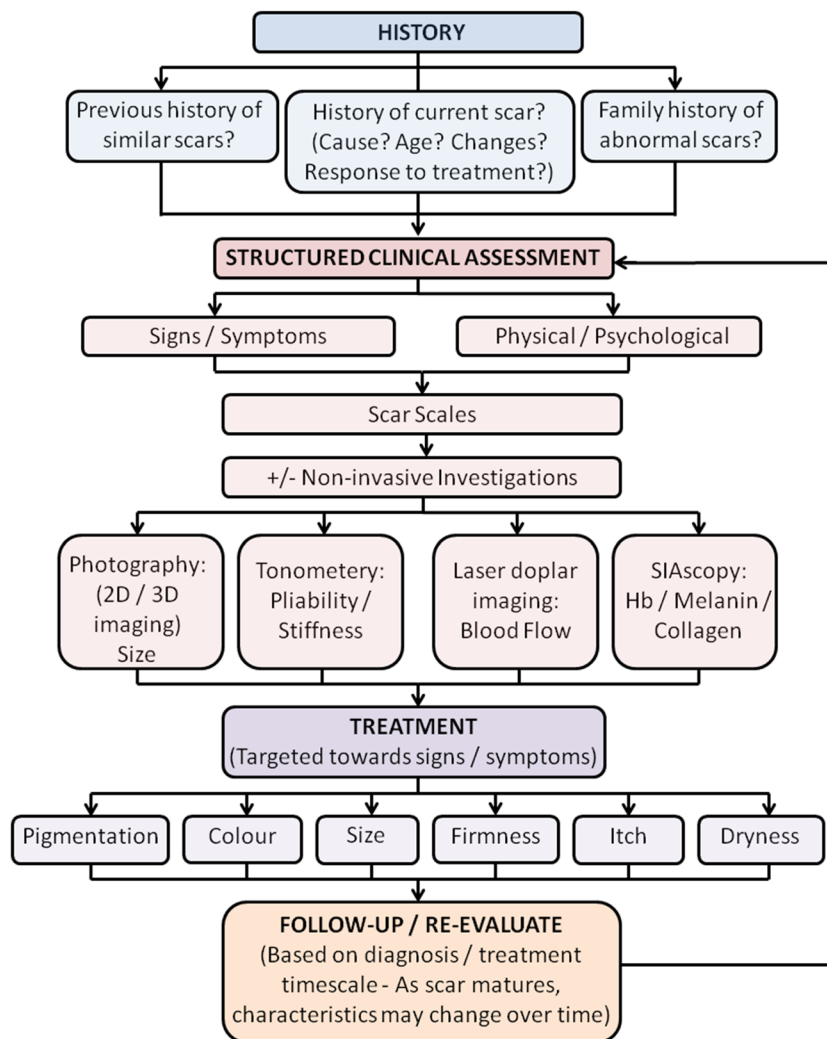 HISTORY
Previous history of
similar scars?
History of current scar?
(Cause? Age? Changes?
Response to treatment?)
Family history of
abnormal scars?
STRUCTURED CLINICAL ASSESSMENT
Signs / Symptoms
Physical / Psychological
Scar Scales
+/- Non-invasive Investigations
Photography:
(2D / 3D
imaging)
Size
Tonometery:
Pliability /
Stiffness
Laser doplar
imaging:
Blood Flow
SIAscopy:
Hb / Melanin /
Collagen
TREATMENT
(Targeted towards signs / symptoms)
Pigmentation
Colour
Size
Firmness
Itch
Dryness
FOLLOW-UP / RE-EVALUATE
(Based on diagnosis / treatment
timescale - As scar matures,
characteristics may change over time)